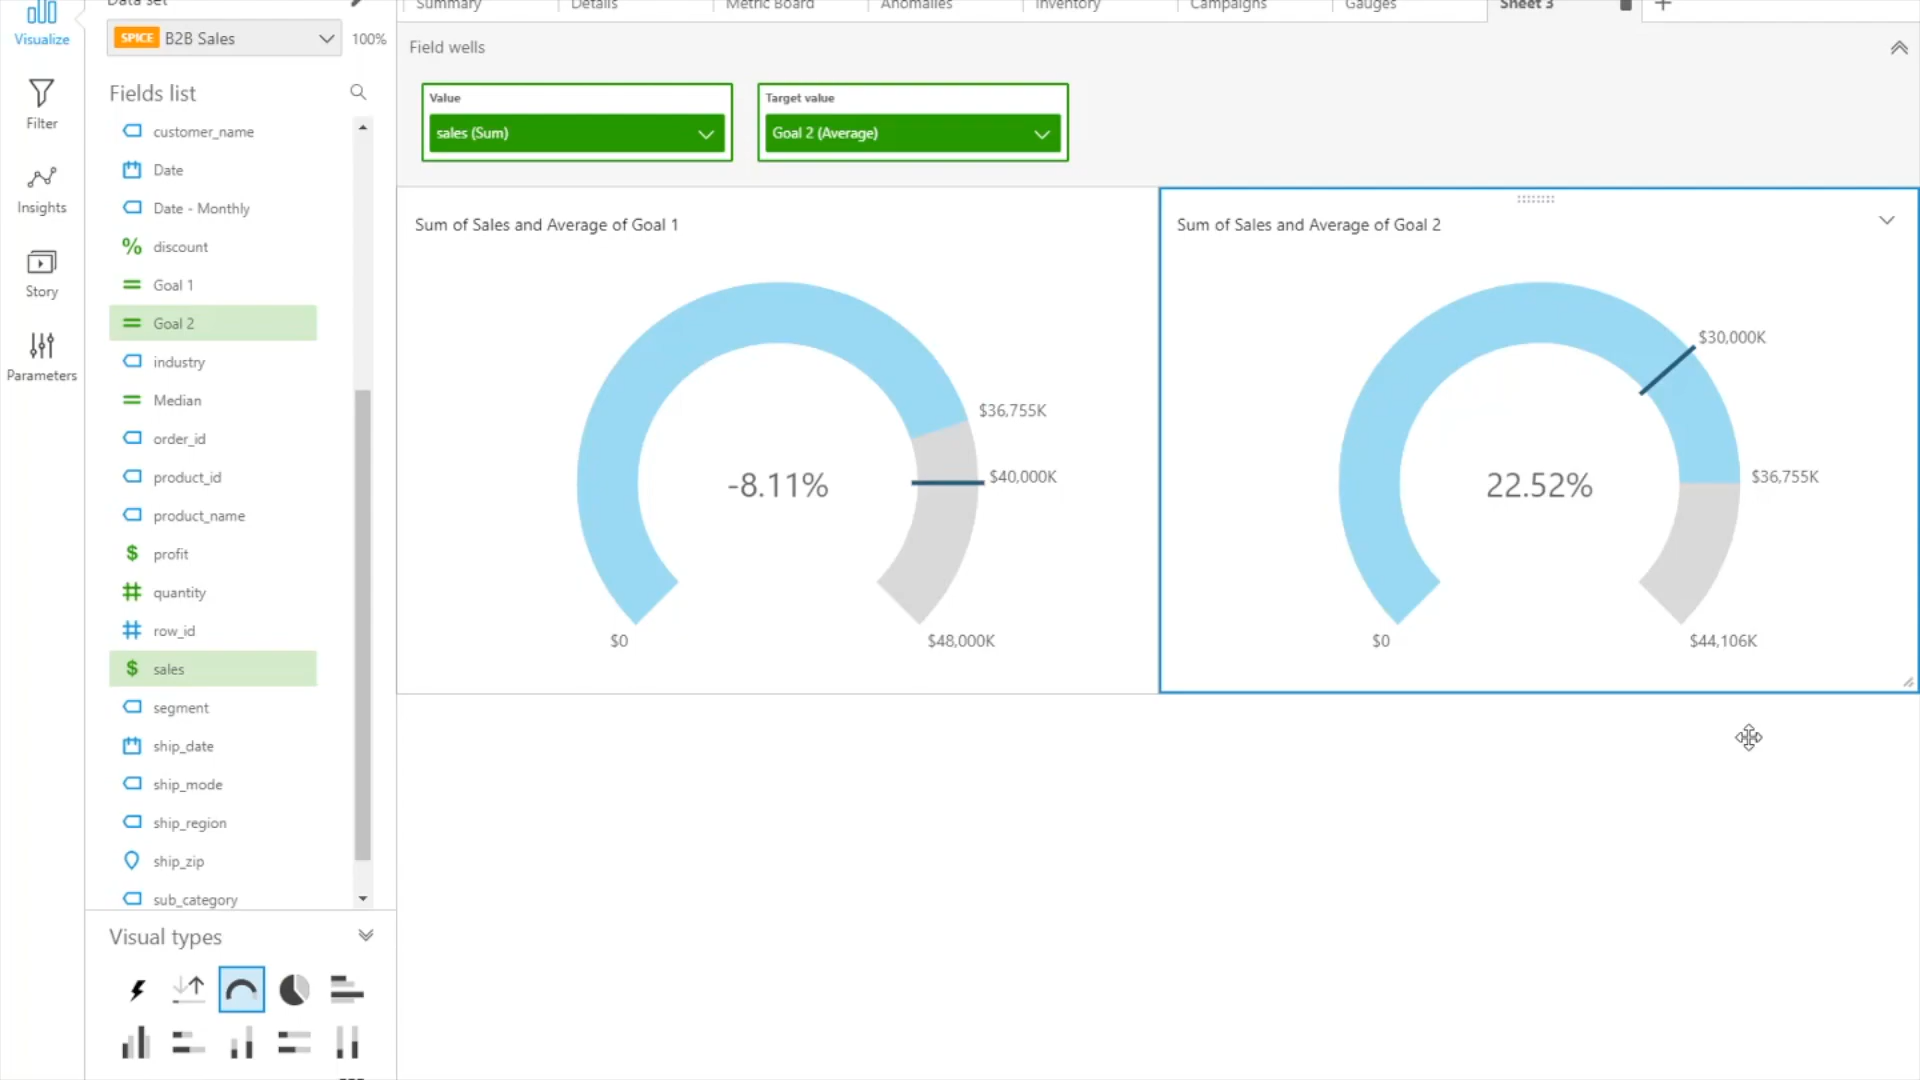 Visualize
Filter
Insights
Story
Parameters
Data set
SPICE B2B Sales
100%
Fields list
customer_name
Date
Date - Monthly
discount
Goal 1
Goal 2
industry
Median
order_id
product_id
product_name
profit
quantity
row_id
sales
segment
ship_date
ship_mode
ship_region
ship_zip
sub_category
Visual types
Summary
Details
Metric Board
Anomalies
Inventory
Campaigns
Gauges
Sheet 3
Field wells
Value
sales (Sum)
Target value
Goal 2 (Average)
Sum of Sales and Average of Goal 1
$36,755K
$40,000K
-8.11%
$0
$48,000K
Sum of Sales and Average of Goal 2
$30,000K
$36,755K
22.52%
$0
$44,106K